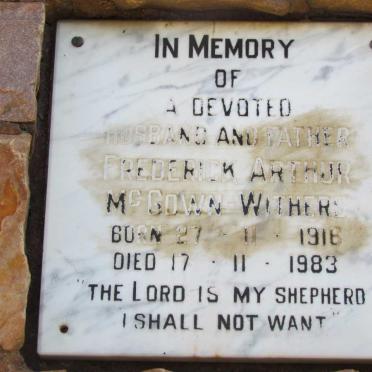 IN MEMORY
OF
A DEVOTED
HUSBAND AND FATHER
FREDERICK ARTHUR
MCGOWN WITHERS
BORN 27 - 11 - 1916
DIED 17 - 11 - 1983
"THE LORD IS MY SHEPHERD
I SHALL NOT WANT"